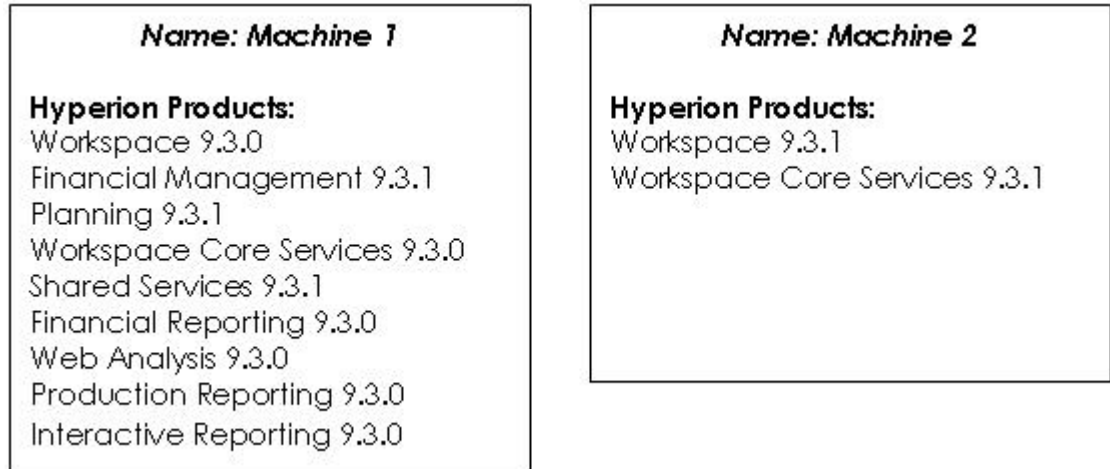 Name: Machine 1
Hyperion Products:
Workspace 9.3.0
Financial Management 9.3.1
Planning 9.3.1
Workspace Core Services 9.3.0
Shared Services 9.3.1
Financial Reporting 9.3.0
Web Analysis 9.3.0
Production Reporting 9.3.0
Interactive Reporting 9.3.0
Name: Machine 2
Hyperion Products:
Workspace 9.3.1
Workspace Core Services 9.3.1